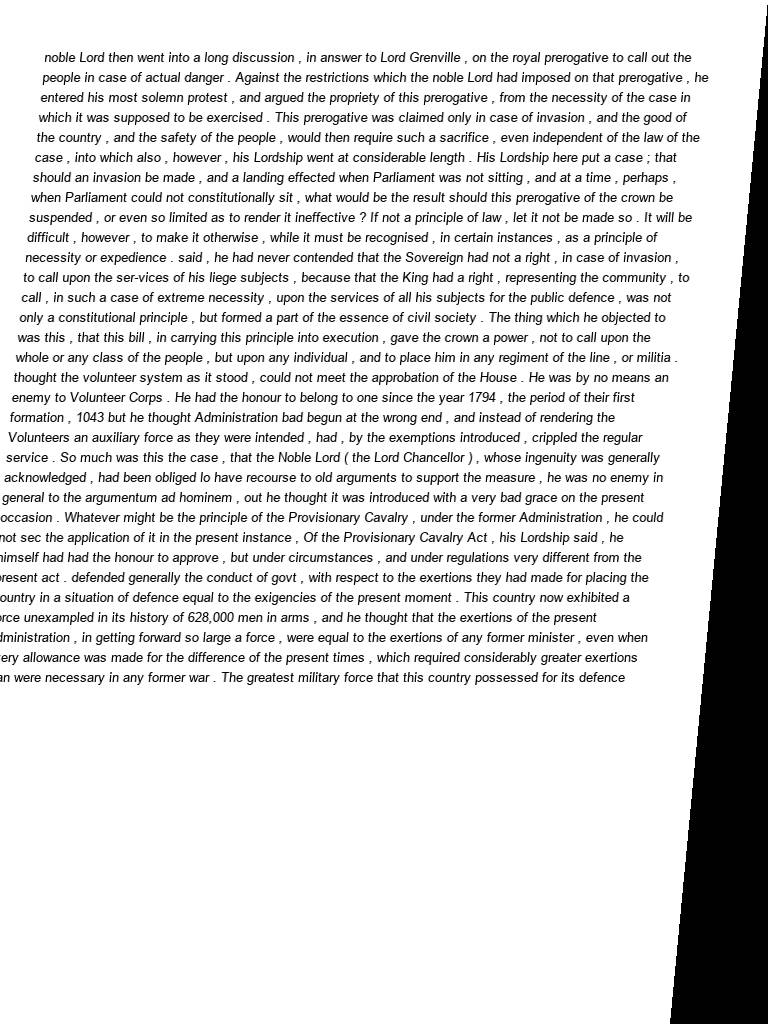 noble Lord then went into a long discussion , in answer to Lord Grenville , on the royal prerogative to call out the
people in case of actual danger . Against the restrictions which the noble Lord had imposed on that prerogative , he
entered his most solemn protest , and argued the propriety of this prerogative , from the necessity of the case in
which it was supposed to be exercised . This prerogative was claimed only in case of invasion , and the good of
the country , and the safety of the people , would then require such a sacrifice , even independent of the law of the
case , into which also , however , his Lordship went at considerable length . His Lordship here put a case ; that
should an invasion be made , and a landing effected when Parliament was not sitting , and at a time , perhaps ,
when Parliament could not constitutionally sit , what would be the result should this prerogative of the crown be
suspended , or even so limited as to render it ineffective ? If not a principle of law , let it not be made so . It will be
difficult , however , to make it otherwise , while it must be recognised , in certain instances , as a principle of
necessity or expedience . said , he had never contended that the Sovereign had not a right , in case of invasion ,
to call upon the ser-vices of his liege subjects , because that the King had a right , representing the community , to
call , in such a case of extreme necessity , upon the services of all his subjects for the public defence , was not
only a constitutional principle , but formed a part of the essence of civil society . The thing which he objected to
was this , that this bill , in carrying this principle into execution , gave the crown a power , not to call upon the
whole or any class of the people , but upon any individual , and to place him in any regiment of the line , or militia .
thought the volunteer system as it stood , could not meet the approbation of the House . He was by no means an
enemy to Volunteer Corps . He had the honour to belong to one since the year 1794 , the period of their first
formation , 1043 but he thought Administration bad begun at the wrong end , and instead of rendering the
Volunteers an auxiliary force as they were intended , had , by the exemptions introduced , crippled the regular
service . So much was this the case , that the Noble Lord ( the Lord Chancellor ) , whose ingenuity was generally
acknowledged , had been obliged lo have recourse to old arguments to support the measure , he was no enemy in
general to the argumentum ad hominem , out he thought it was introduced with a very bad grace on the present
occasion . Whatever might be the principle of the Provisionary Cavalry , under the former Administration , he could
not sec the application of it in the present instance , Of the Provisionary Cavalry Act , his Lordship said , he
himself had had the honour to approve , but under circumstances , and under regulations very different from the
present act . defended generally the conduct of govt , with respect to the exertions they had made for placing the
ountry in a situation of defence equal to the exigencies of the present moment . This country now exhibited a
orce unexampled in its history of 628,000 men in arms , and he thought that the exertions of the present
dministration , in getting forward so large a force , were equal to the exertions of any former minister , even when
ery allowance was made for the difference of the present times , which required considerably greater exertions
an were necessary in any former war . The greatest military force that this country possessed for its defence